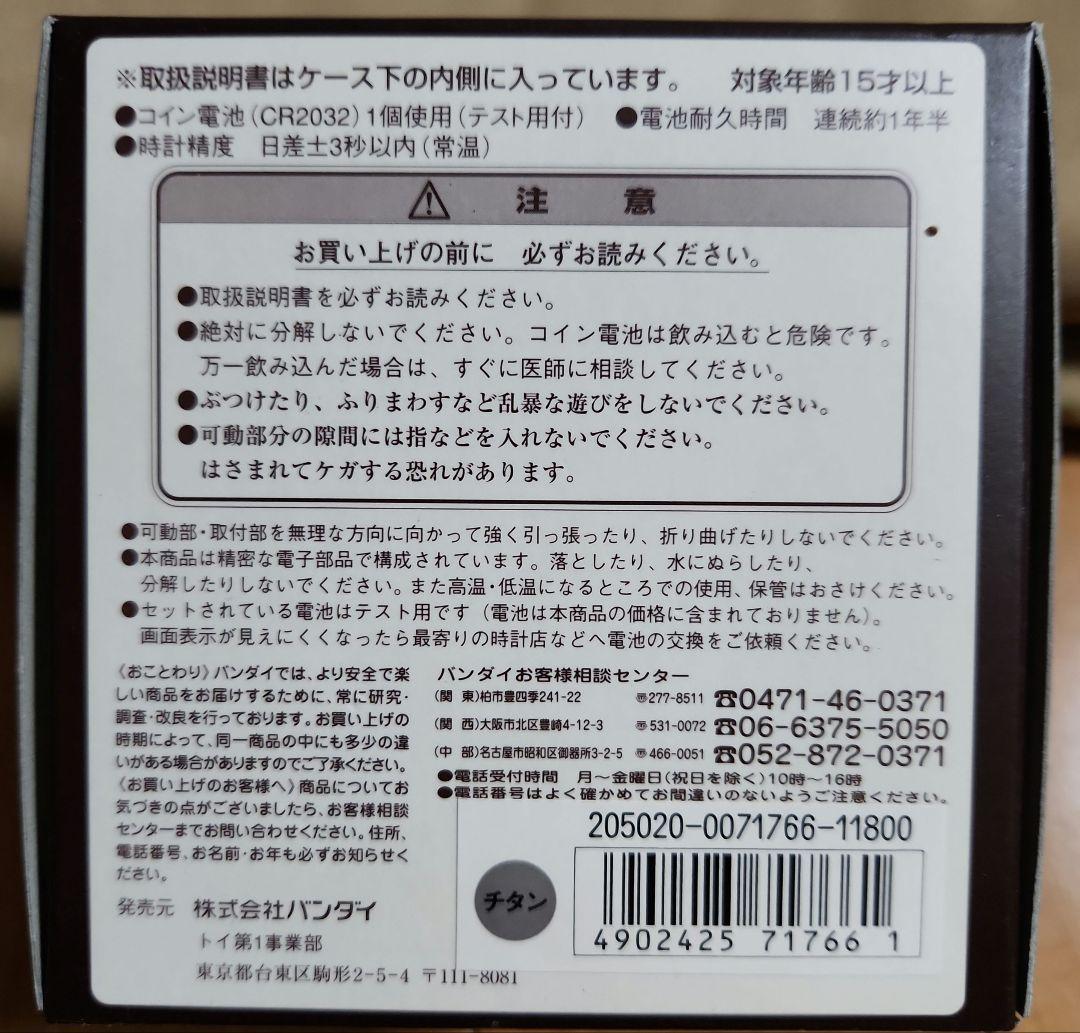 ※取扱説明書はケース下の内側に入っています。 対象年齢15才以上
●コイン電池(CR2032)1個使用(テスト用付) ●電池耐久時間 連続約1年半
●時計精度 日差±3秒以内(常温)
⚠ 注 意
お買い上げの前に 必ずお読みください。
●取扱説明書を必ずお読みください。
●絶対に分解しないでください。コイン電池は飲み込むと危険です。
万一飲み込んだ場合は、すぐに医師に相談してください。
●ぶつけたり、ふりまわすなど乱暴な遊びをしないでください。
●可動部分の隙間には指などを入れないでください。
はさまれてケガする恐れがあります。
●可動部・取付部を無理な方向に向かって強く引っ張ったり、折り曲げたりしないでください。
●本商品は精密な電子部品で構成されています。落としたり、水にぬらしたり、
分解したりしないでください。また高温・低温になるところでの使用、保管はおさけください。
●セットされている電池はテスト用です(電池は本商品の価格に含まれておりません)。
画面表示が見えにくくなったら最寄りの時計店などへ電池の交換をご依頼ください。
〈おことわり〉バンダイでは、より安全で楽
しい商品をお届けするために、常に研究・
調査・改良を行っております。お買い上げの
時期によって、同一商品の中にも多少の違
いがある場合がありますのでご了承ください。
〈お買い上げのお客様へ〉商品についてお
気づきの点がございましたら、お客様相談
センターまでお問い合わせください。住所、
電話番号、お名前・お年も必ずお知らせく
ださい。
発売元 株式会社バンダイ
トイ第1事業部
東京都台東区駒形2-5-4 〒111-8081
バンダイお客様相談センター
(関 東)柏市豊四季241-22 〠277-8511 ☎0471-46-0371
(関 西)大阪市北区豊崎4-12-3 〠531-0072 ☎06-6375-5050
(中 部)名古屋市昭和区御器所3-2-5 〠466-0051 ☎052-872-0371
●電話受付時間 月〜金曜日(祝日を除く)10時〜16時
●電話番号はよく確かめてお間違いのないようご注意ください。
205020-0071766-11800
チタン
4902425 717661